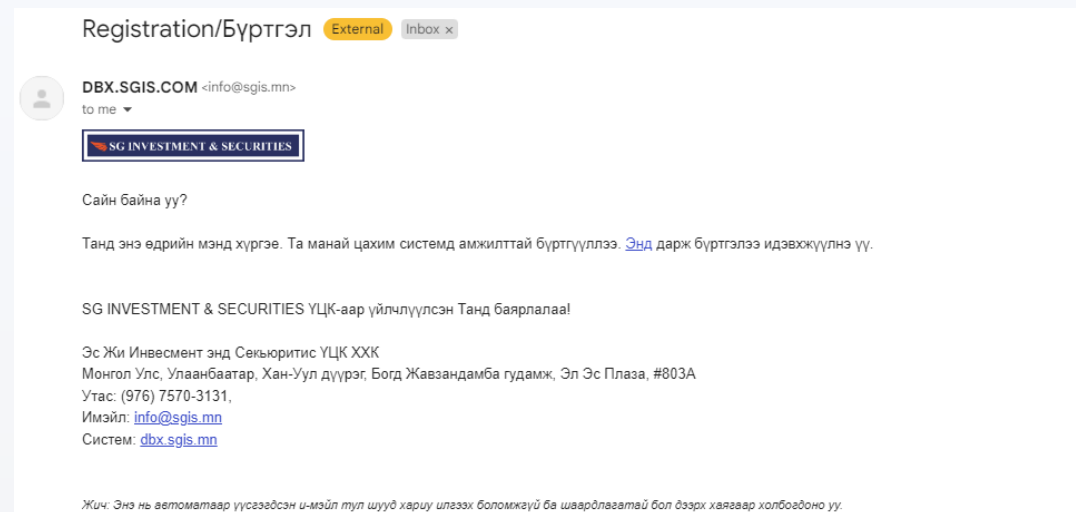 Registration/Бүртгэл External Inbox ×
DBX.SGIS.COM <info@sgis.mn>
to me
SG INVESTMENT & SECURITIES
Сайн байна уу?
Танд энэ өдрийн мэнд хүргэе. Та манай цахим системд амжилттай бүртгүүллээ. Энд дарж бүртгэлээ идэвхжүүлнэ үү.
SG INVESTMENT & SECURITIES ҮЦК-аар үйлчлүүлсэн Танд баярлалаа!
Эс Жи Инвесмент энд Секьюритис ҮЦК ХХК
Монгол Улс, Улаанбаатар, Хан-Уул дүүрэг, Богд Жавзандамба гудамж, Эл Эс Плаза, #803A
Утас: (976) 7570-3131,
Имэйл: info@sgis.mn
Систем: dbx.sgis.mn
Жич: Энэ нь автоматаар үүсгэгдсэн и-мэйл тул шууд хариу илгээх боломжгүй ба шаардлагатай бол дээрх хаягаар холбогдоно уу.